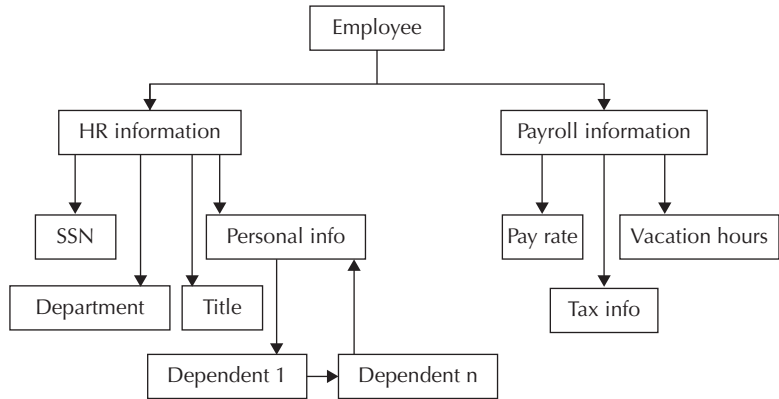 Employee
HR information
Payroll information
SSN
Personal info
Pay rate
Vacation hours
Department
Title
Tax info
Dependent 1
Dependent n